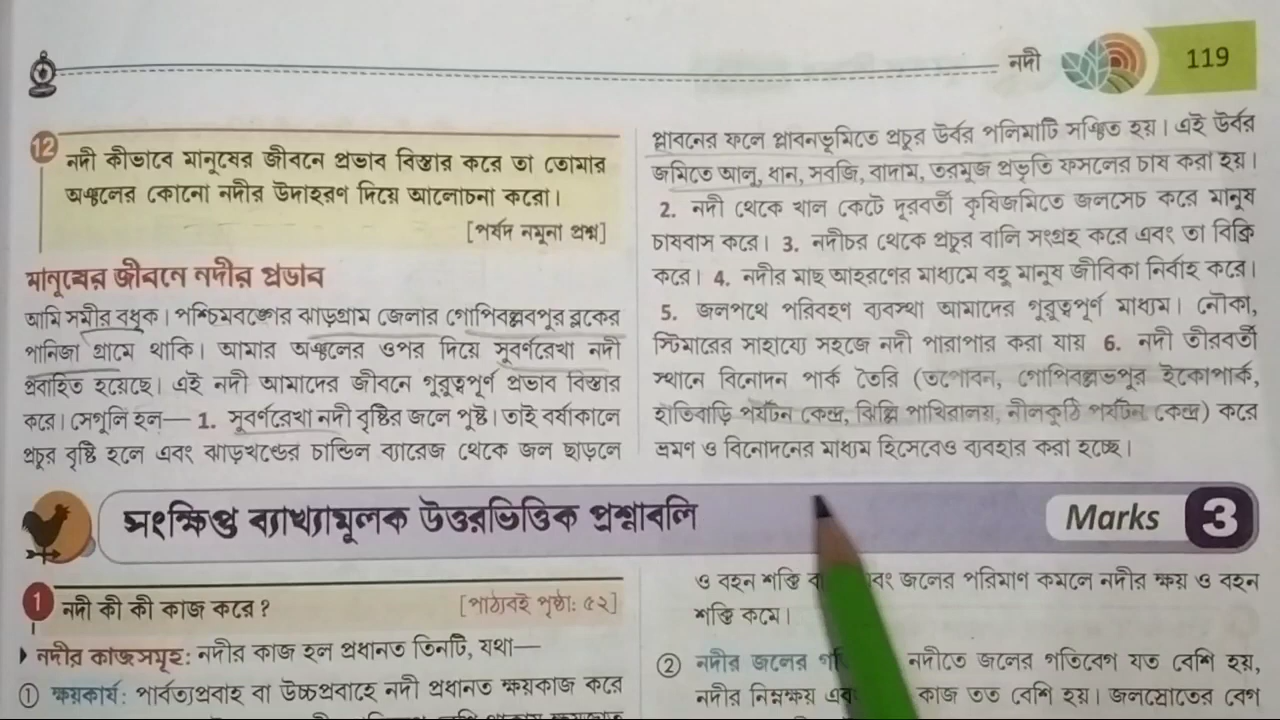 নদী
119
12
নদী কীভাবে মানুষের জীবনে প্রভাব বিস্তার করে তা তোমার
অঞ্চলের কোনো নদীর উদাহরণ দিয়ে আলোচনা করো।
[পর্ষদ নমুনা প্রশ্ন]
মানুষের জীবনে নদীর প্রভাব
আমি সমীর বধুক। পশ্চিমবঙ্গের ঝাড়গ্রাম জেলার গোপিবল্লবপুর ব্লকের
পানিজা গ্রামে থাকি। আমার অঞ্চলের ওপর দিয়ে সুবর্ণরেখা নদী
প্রবাহিত হয়েছে। এই নদী আমাদের জীবনে গুরুত্বপূর্ণ প্রভাব বিস্তার
করে। সেগুলি হল— 1. সুবর্ণরেখা নদী বৃষ্টির জলে পুষ্ট। তাই বর্ষাকালে
প্রচুর বৃষ্টি হলে এবং ঝাড়খণ্ডের চান্ডিল ব্যারেজ থেকে জল ছাড়লে
প্লাবনের ফলে প্লাবনভূমিতে প্রচুর উর্বর পলিমাটি সঞ্চিত হয়। এই উর্বর
জমিতে আলু, ধান, সবজি, বাদাম, তরমুজ প্রভৃতি ফসলের চাষ করা হয়।
2. নদী থেকে খাল কেটে দূরবর্তী কৃষিজমিতে জলসেচ করে মানুষ
চাষবাস করে। 3. নদীচর থেকে প্রচুর বালি সংগ্রহ করে এবং তা বিক্রি
করে। 4. নদীর মাছ আহরণের মাধ্যমে বহু মানুষ জীবিকা নির্বাহ করে।
5. জলপথে পরিবহণ ব্যবস্থা আমাদের গুরুত্বপূর্ণ মাধ্যম। নৌকা,
স্টিমারের সাহায্যে সহজে নদী পারাপার করা যায় 6. নদী তীরবর্তী
স্থানে বিনোদন পার্ক তৈরি (তপোবন, গোপিবল্লভপুর ইকোপার্ক,
হাতিবাড়ি পর্যটন কেন্দ্র, ঝিল্লি পাখিরালয়, নীলকুঠি পর্যটন কেন্দ্র) করে
ভ্রমণ ও বিনোদনের মাধ্যম হিসেবেও ব্যবহার করা হচ্ছে।
সংক্ষিপ্ত ব্যাখ্যামূলক উত্তরভিত্তিক প্রশ্নাবলি
Marks 3
1
নদী কী কী কাজ করে?
[পাঠ্যবই পৃষ্ঠা: ৫২]
নদীর কাজসমূহ: নদীর কাজ হল প্রধানত তিনটি, যথা—
① ক্ষয়কার্য: পার্বত্যপ্রবাহ বা উচ্চপ্রবাহে নদী প্রধানত ক্ষয়কাজ করে
ও বহন শক্তি জলের পরিমাণ কমলে নদীর ক্ষয় ও বহন
শক্তি কমে।
② নদীর জলের নদীতে জলের গতিবেগ যত বেশি হয়,
নদীর নিম্নক্ষয় কাজ তত বেশি হয়। জলস্রোতের বেগ